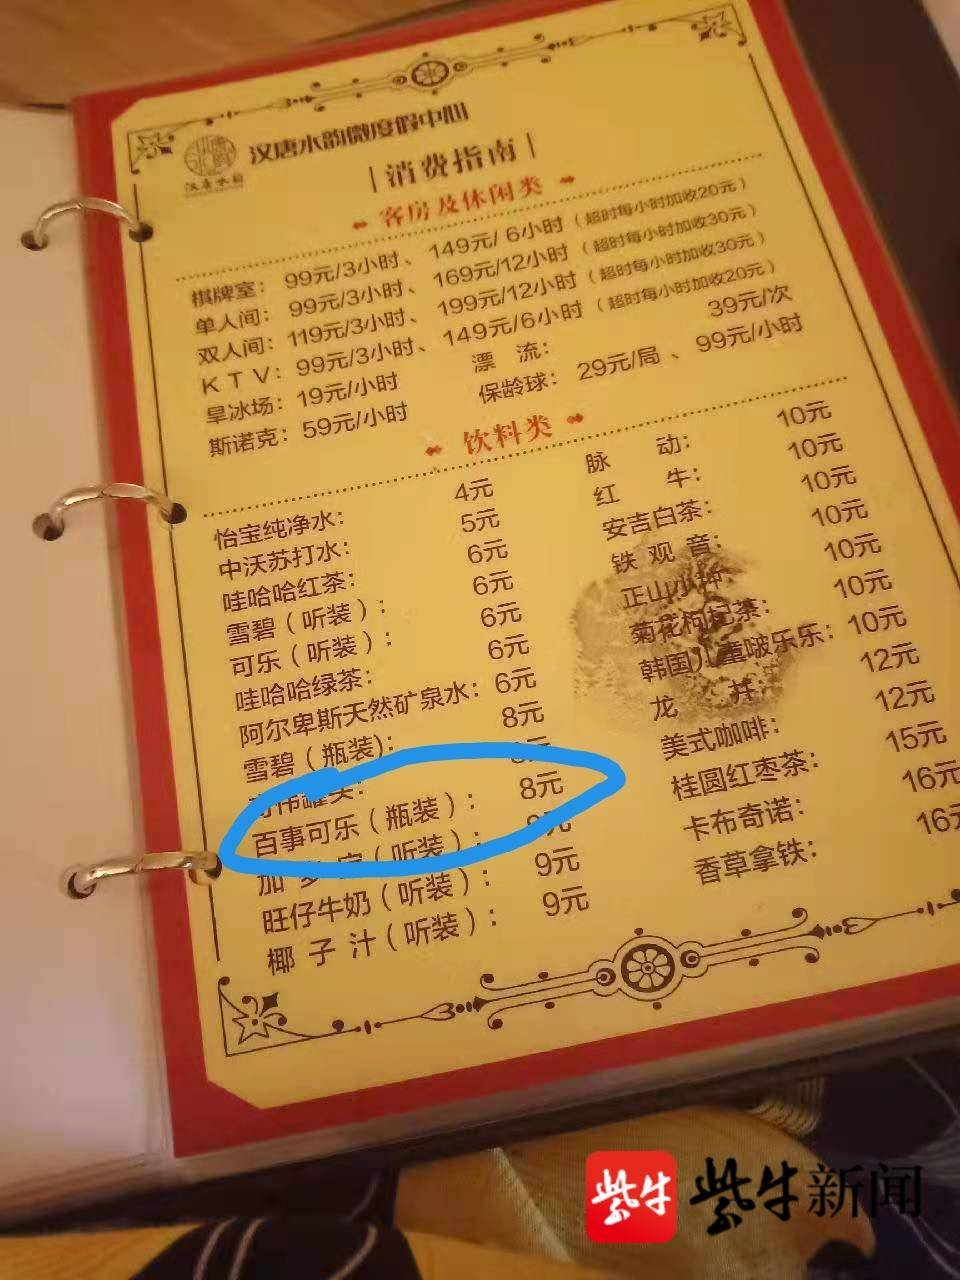 汉唐水韵
汉唐水韵微度假中心
消费指南
客房及休闲类
棋牌室：99元/3小时、149元/6小时（超时每小时加收20元）
单人间：99元/3小时、169元/12小时（超时每小时加收30元）
双人间：119元/3小时、199元/12小时（超时每小时加收30元）
KTV：99元/3小时、149元/6小时（超时每小时加收20元）
旱冰场：19元/小时 漂流：39元/次
斯诺克：59元/小时 保龄球：29元/局、99元/小时
饮料类
怡宝纯净水：4元
中沃苏打水：5元
哇哈哈红茶：6元
雪碧（听装）：6元
可乐（听装）：6元
哇哈哈绿茶：6元
阿尔卑斯天然矿泉水：6元
雪碧（瓶装）：8元
百事可乐（瓶装）：8元
加多宝（听装）：
旺仔牛奶（听装）：9元
椰子汁（听装）：9元
脉动：10元
红牛：10元
安吉白茶：10元
铁观音：10元
正山小种：10元
菊花枸杞茶：10元
韩国儿童啵乐乐：10元
龙井：12元
美式咖啡：12元
桂圆红枣茶：15元
卡布奇诺：16元
香草拿铁：16元
紫牛 紫牛新闻